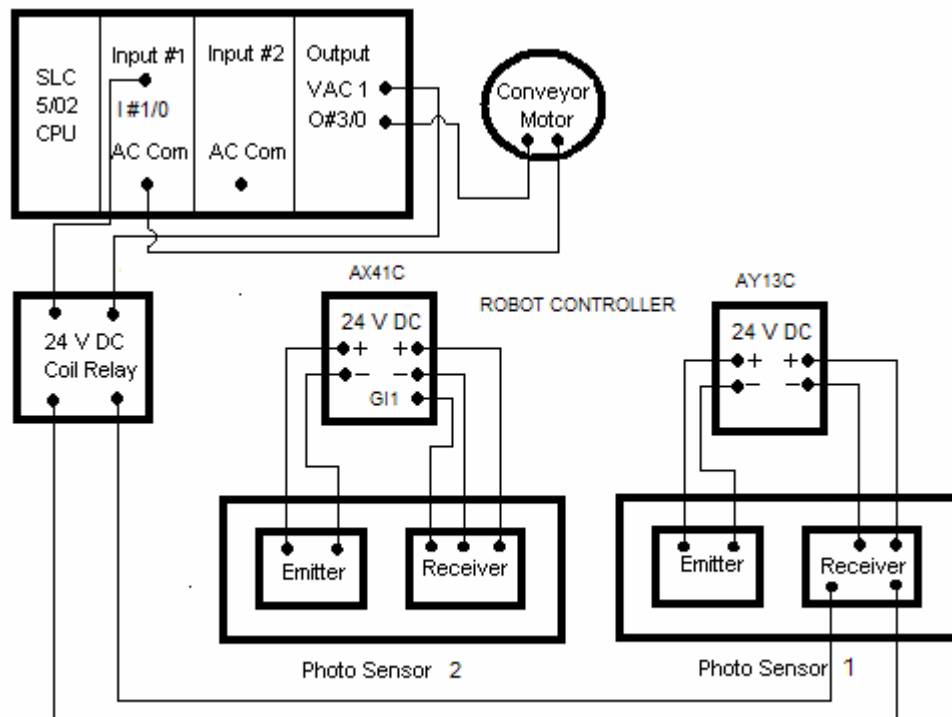 SLC
5/02
CPU
Input #1
I #1/0
AC Com
Input #2
AC Com
Output
VAC 1
O#3/0
Conveyor
Motor
24 V DC
Coil Relay
AX41C
24 V DC
+ +
− −
GI1
ROBOT CONTROLLER
AY13C
24 V DC
+ +
− −
Emitter
Receiver
Photo Sensor 2
Emitter
Receiver
Photo Sensor 1